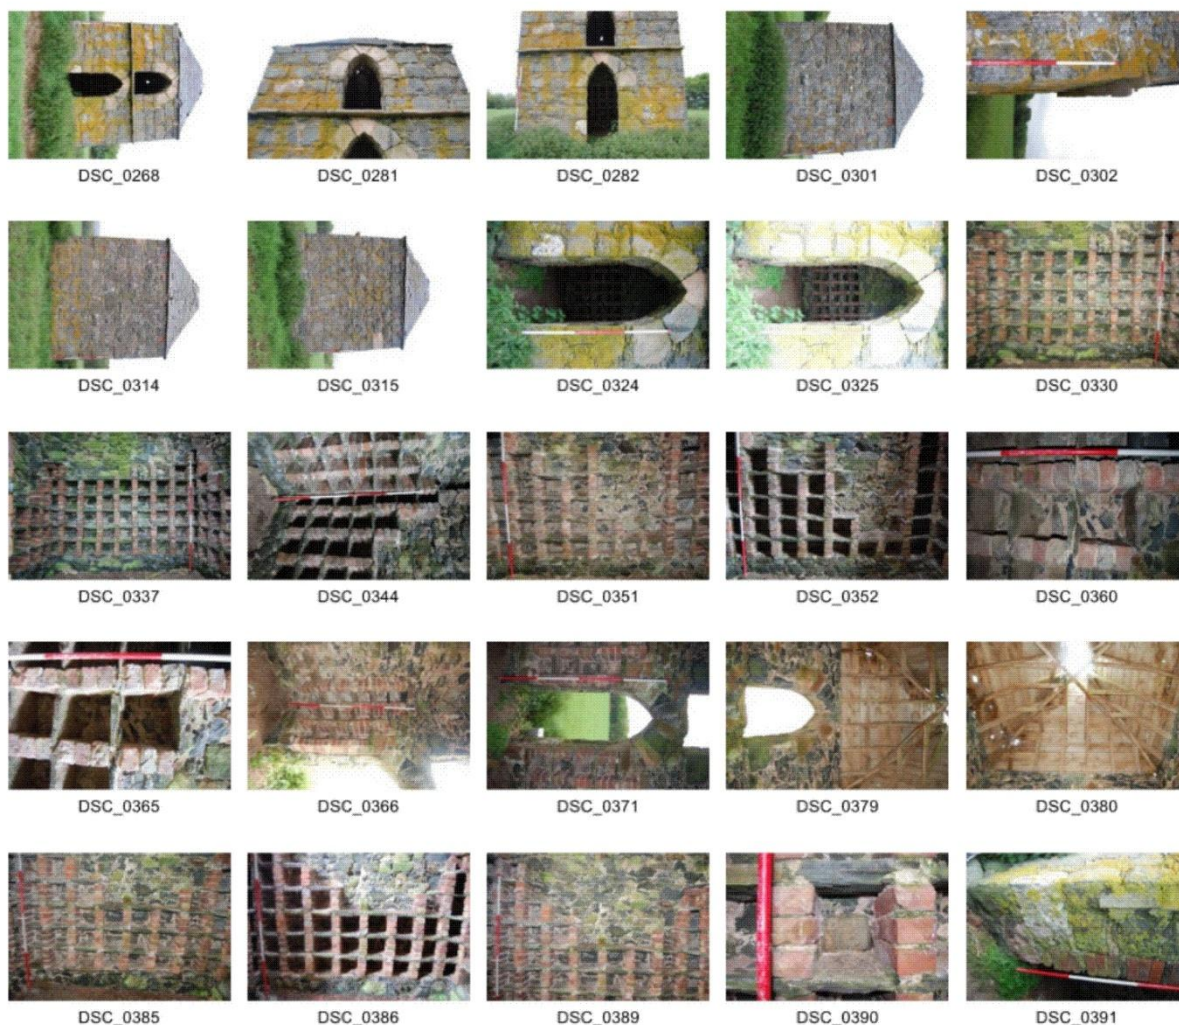 DSC_0268 DSC_0281 DSC_0282 DSC_0301 DSC_0302
DSC_0314 DSC_0315 DSC_0324 DSC_0325 DSC_0330
DSC_0337 DSC_0344 DSC_0351 DSC_0352 DSC_0360
DSC_0365 DSC_0366 DSC_0371 DSC_0379 DSC_0380
DSC_0385 DSC_0386 DSC_0389 DSC_0390 DSC_0391